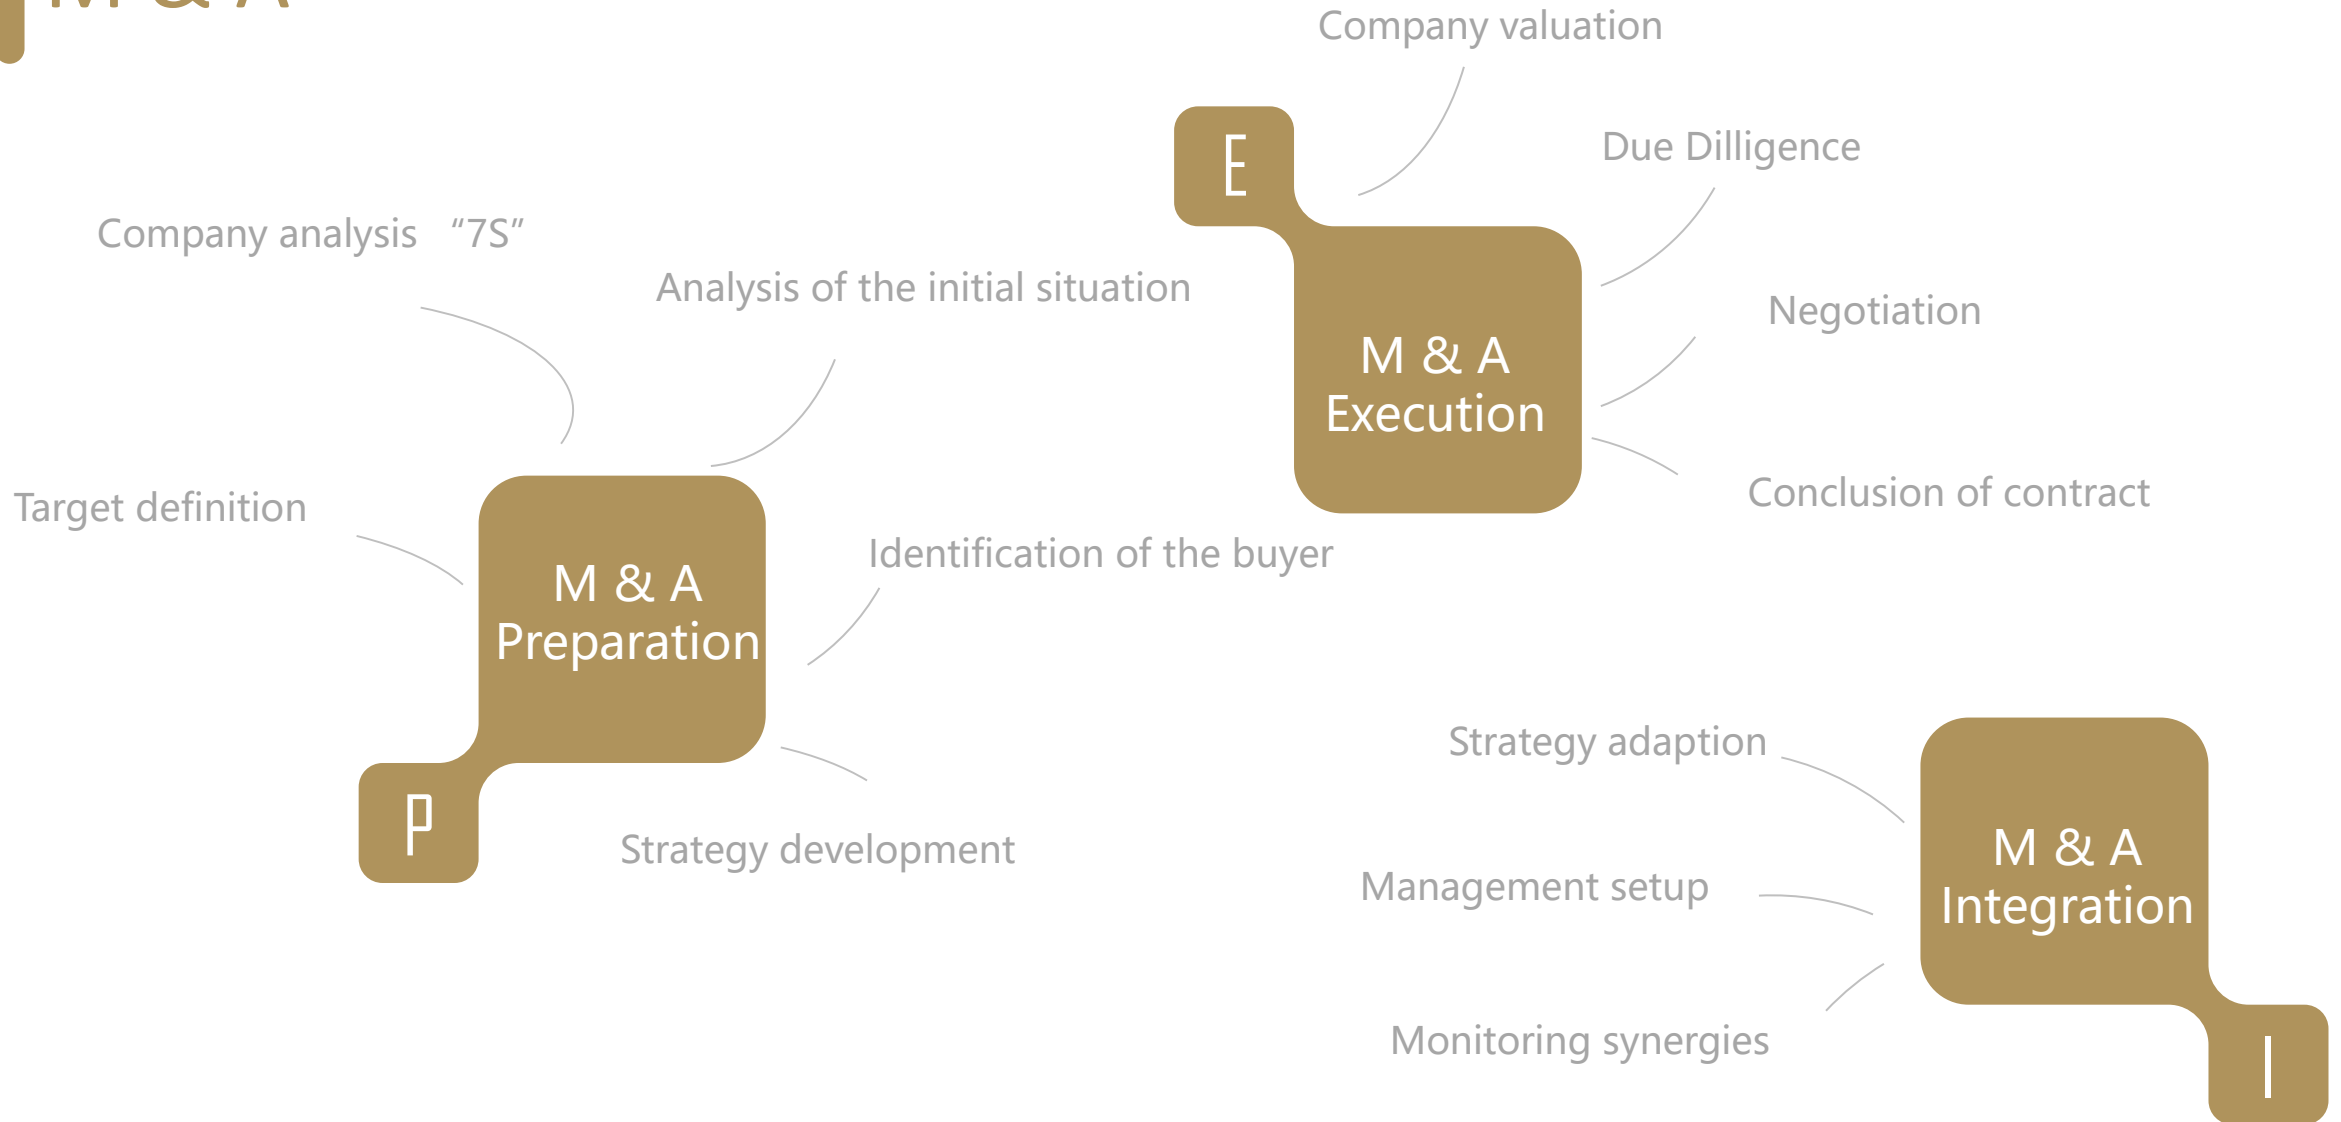 M & A
Company valuation
E
Due Dilligence
Company analysis “7S”
Analysis of the initial situation
Negotiation
M & A
Execution
Conclusion of contract
Target definition
Identification of the buyer
M & A
Preparation
P
Strategy development
Strategy adaption
Management setup
M & A
Integration
Monitoring synergies
I